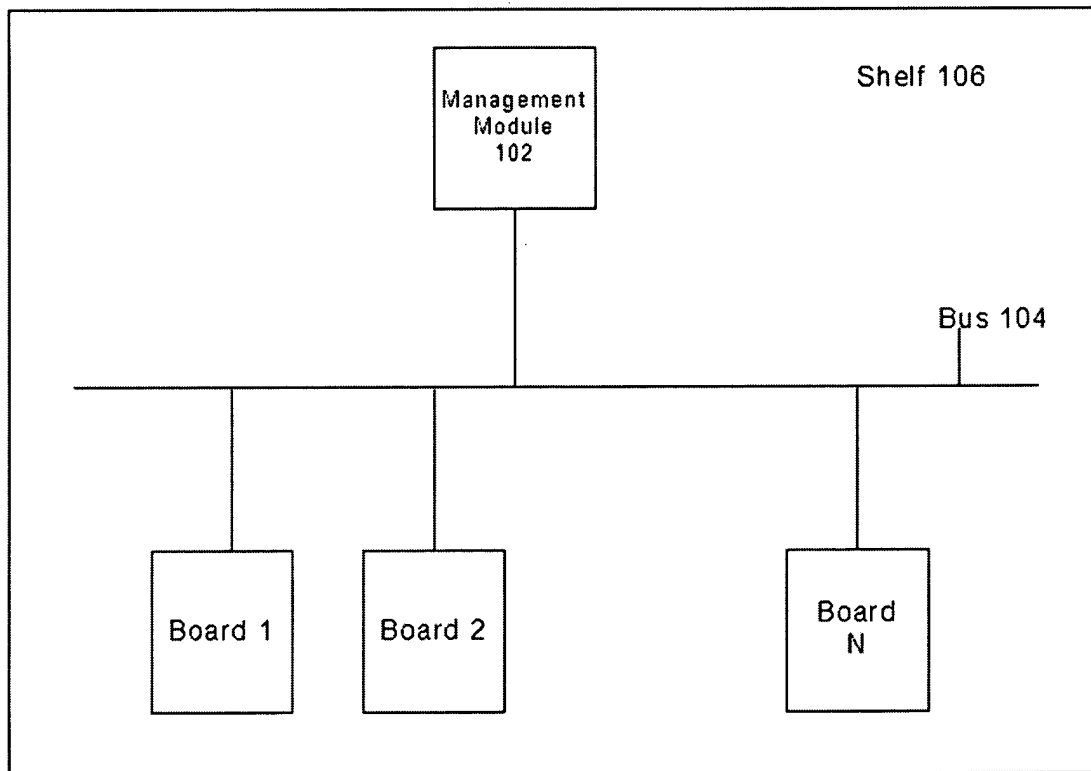 Management
Module
102
Shelf 106
Bus 104
Board 1
Board 2
Board
N